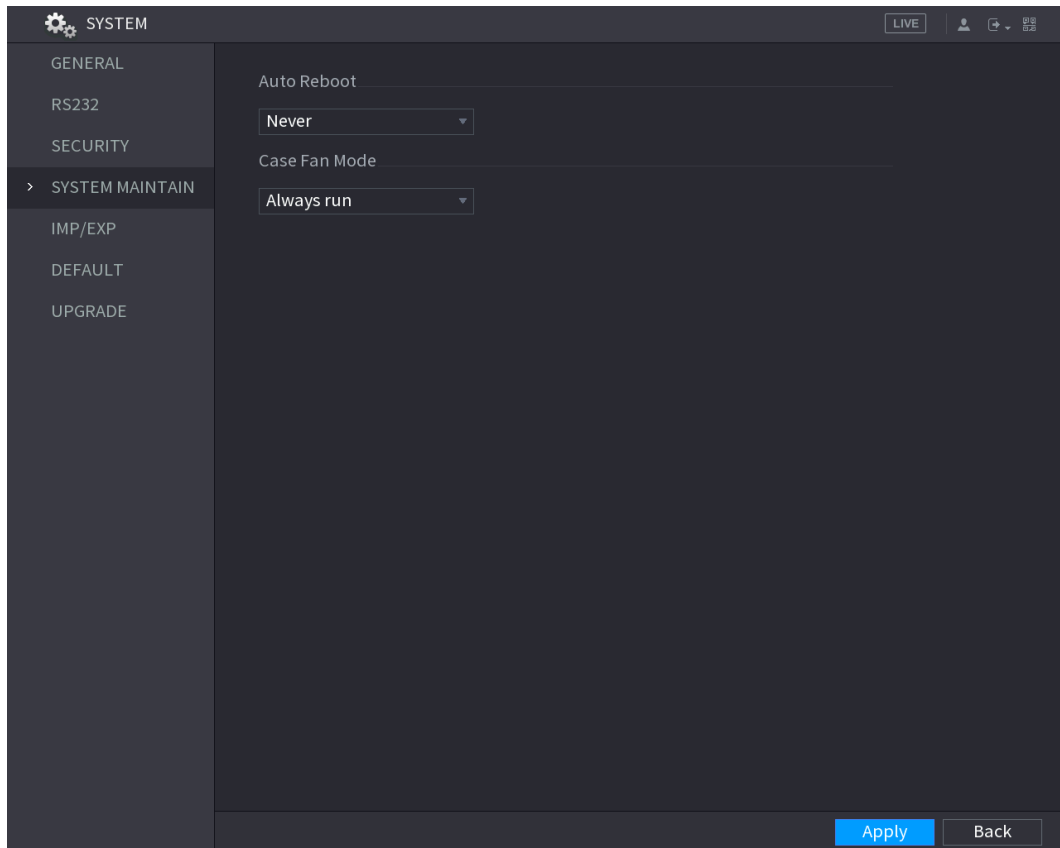 SYSTEM
LIVE
GENERAL
RS232
SECURITY
SYSTEM MAINTAIN
IMP/EXP
DEFAULT
UPGRADE
Auto Reboot
Never
Case Fan Mode
Always run
Apply
Back